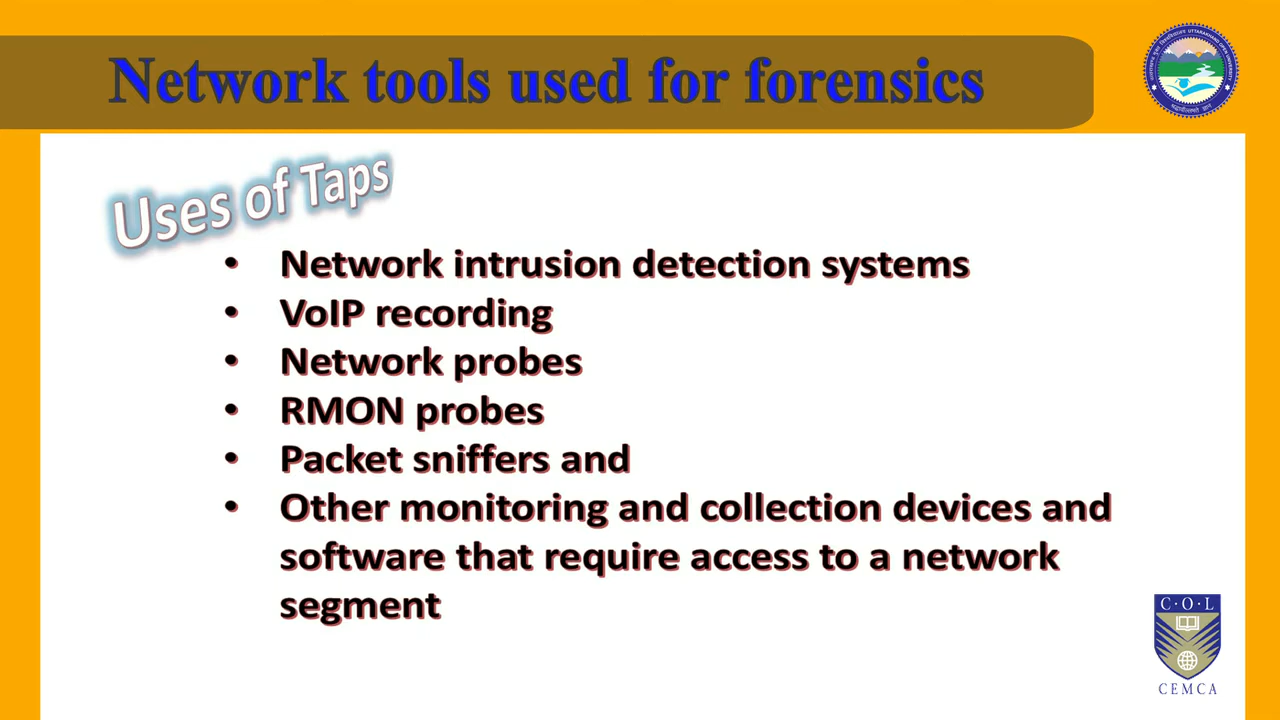 Network tools used for forensics
Uses of Taps
• Network intrusion detection systems
• VoIP recording
• Network probes
• RMON probes
• Packet sniffers and
• Other monitoring and collection devices and
software that require access to a network
segment
C·O·L
CEMCA